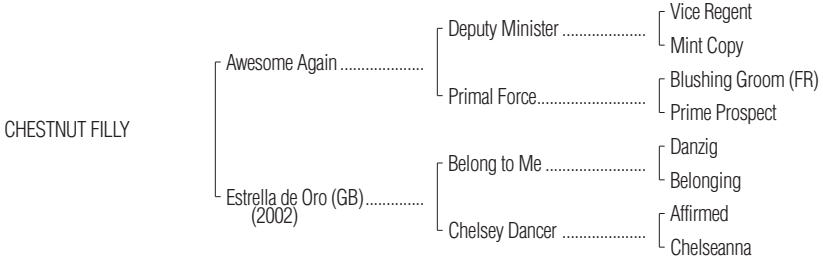 Vice Regent
Deputy Minister ....................
Mint Copy
Awesome Again ....................
Blushing Groom (FR)
Primal Force..........................
Prime Prospect
CHESTNUT FILLY
Danzig
Belong to Me ........................
Belonging
Estrella de Oro (GB)..............
(2002)
Affirmed
Chelsey Dancer ....................
Chelseanna